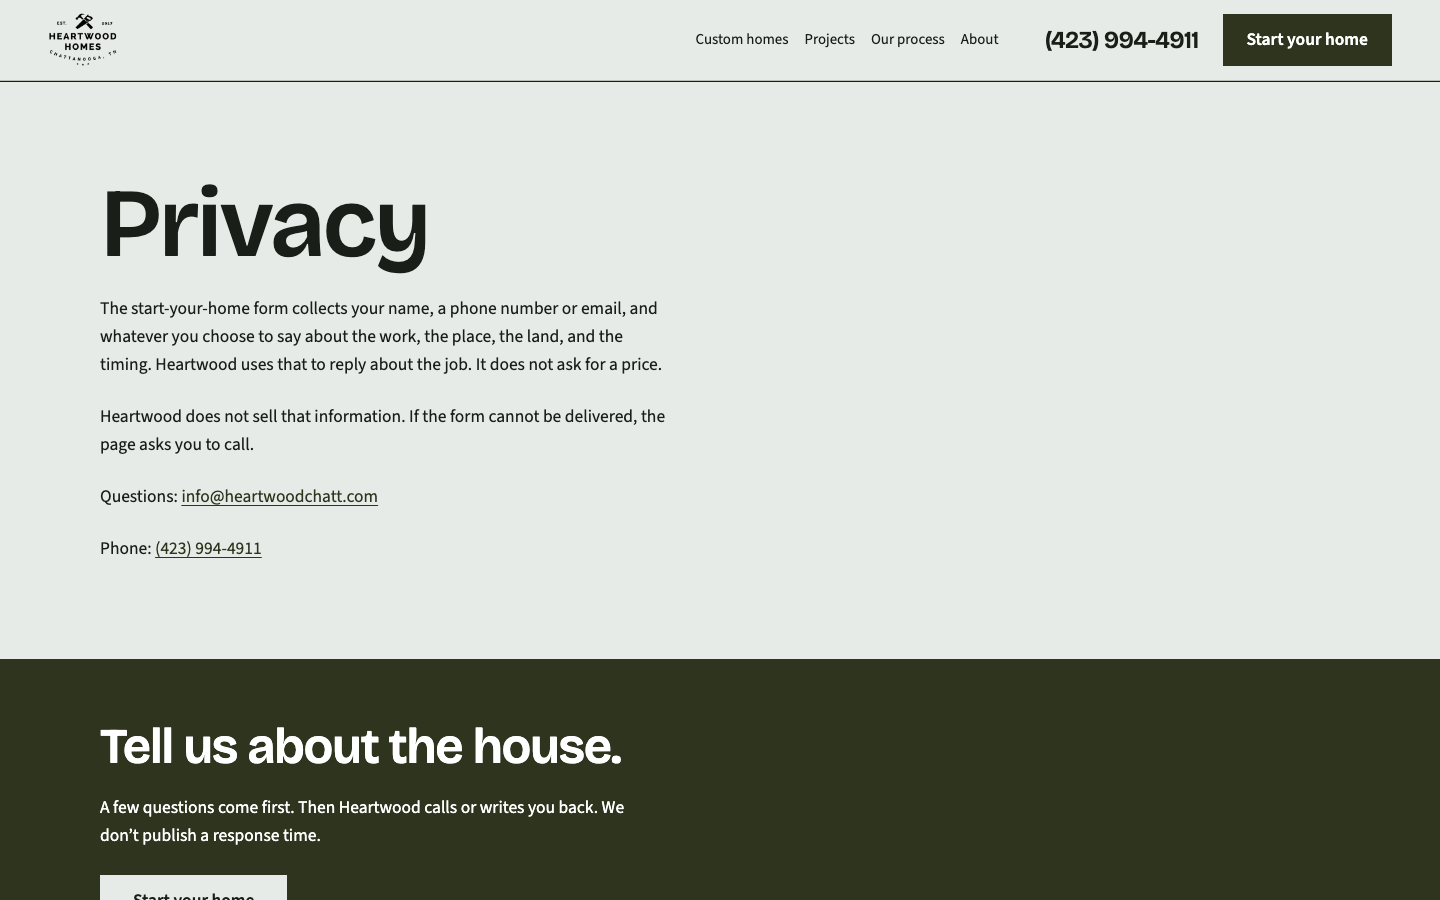 EST. 2017
HEARTWOOD
HOMES
CHATTANOOGA, TN
Custom homes Projects Our process About (423) 994-4911 Start your home
Privacy
The start-your-home form collects your name, a phone number or email, and
whatever you choose to say about the work, the place, the land, and the
timing. Heartwood uses that to reply about the job. It does not ask for a price.
Heartwood does not sell that information. If the form cannot be delivered, the
page asks you to call.
Questions: info@heartwoodchatt.com
Phone: (423) 994-4911
Tell us about the house.
A few questions come first. Then Heartwood calls or writes you back. We
don’t publish a response time.
Start your home